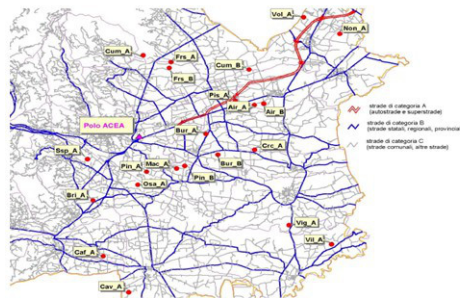 Vol_A
Non_A
Cum_A
Frs_A
Frs_B
Cum_B
Pis_A
Air_A
Air_B
Polo ACEA
Bur_A
Crc_A
Ssp_A
Pin_A
Mac_A
Bur_B
Pin_B
Osa_A
Bri_A
Vig_A
Vil_A
Caf_A
Cav_A
strade di categoria A
(autostrade e superstrade)
strade di categoria B
(strade statali, regionali, provincia
strade di categoria C
(strade comunali, altre strade)